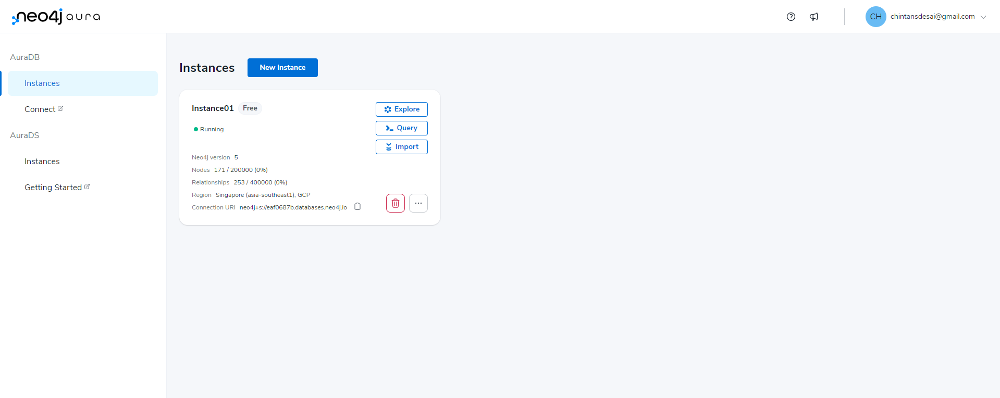 neo4j aura
CH chintansdesai@gmail.com
AuraDB
Instances
Connect
AuraDS
Instances
Getting Started
Instances New Instance
Instance01 Free
Running
Explore
Query
Import
Neo4j version 5
Nodes 171 / 200000 (0%)
Relationships 253 / 400000 (0%)
Region Singapore (asia-southeast1), GCP
Connection URI neo4j+s://eaf0687b.databases.neo4j.io